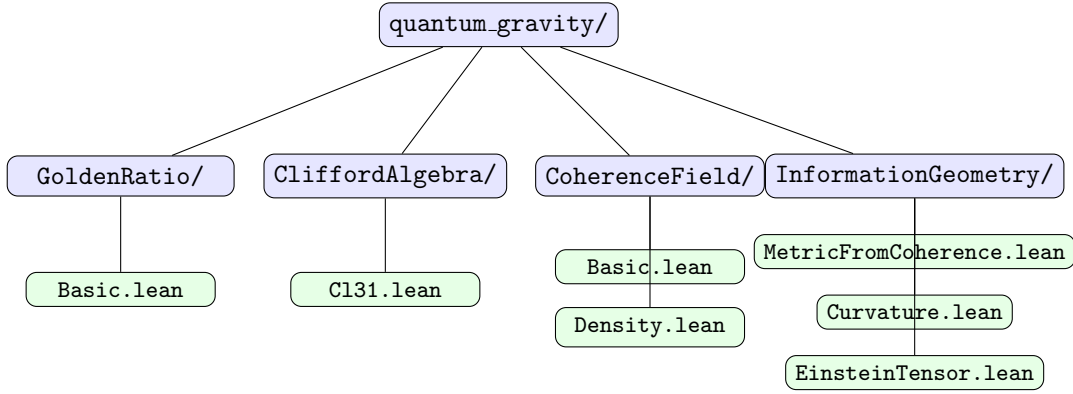 quantum_gravity/
GoldenRatio/
CliffordAlgebra/
CoherenceField/
InformationGeometry/
Basic.lean
Cl31.lean
Basic.lean
Density.lean
MetricFromCoherence.lean
Curvature.lean
EinsteinTensor.lean